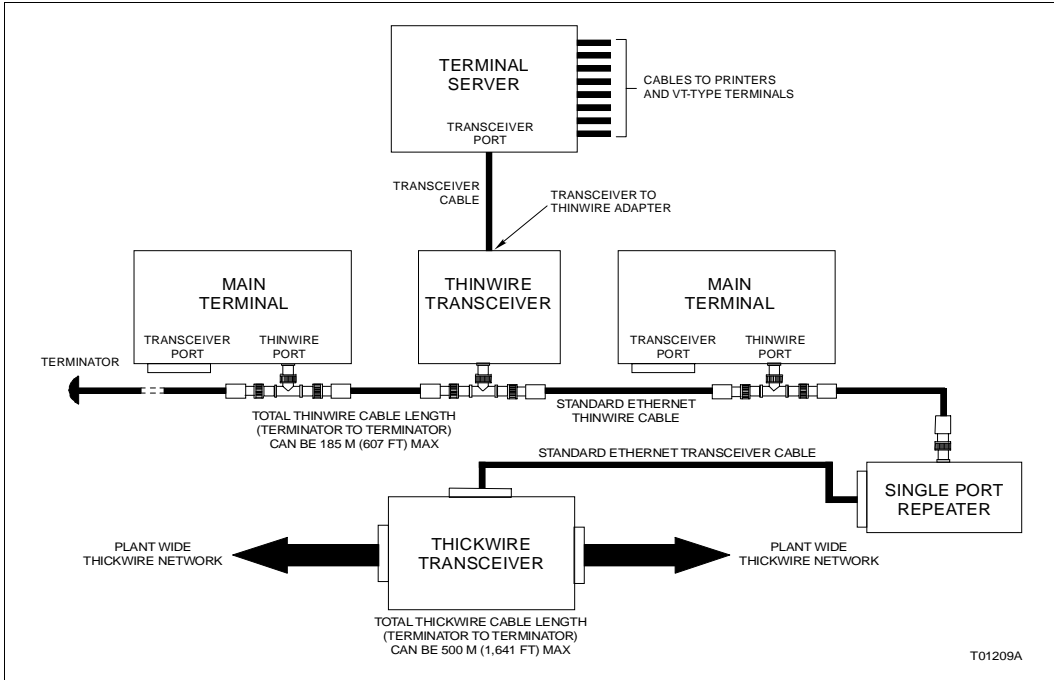 TERMINAL
SERVER
TRANSCEIVER
PORT
CABLES TO PRINTERS
AND VT-TYPE TERMINALS
TRANSCEIVER
CABLE
TRANSCEIVER TO
THINWIRE ADAPTER
MAIN
TERMINAL
TRANSCEIVER
PORT
THINWIRE
PORT
THINWIRE
TRANSCEIVER
MAIN
TERMINAL
TRANSCEIVER
PORT
THINWIRE
PORT
TERMINATOR
TOTAL THINWIRE CABLE LENGTH
(TERMINATOR TO TERMINATOR)
CAN BE 185 M (607 FT) MAX
STANDARD ETHERNET
THINWIRE CABLE
STANDARD ETHERNET TRANSCEIVER CABLE
SINGLE PORT
REPEATER
PLANT WIDE
THICKWIRE NETWORK
THICKWIRE
TRANSCEIVER
PLANT WIDE
THICKWIRE NETWORK
TOTAL THICKWIRE CABLE LENGTH
(TERMINATOR TO TERMINATOR)
CAN BE 500 M (1,641 FT) MAX
T01209A